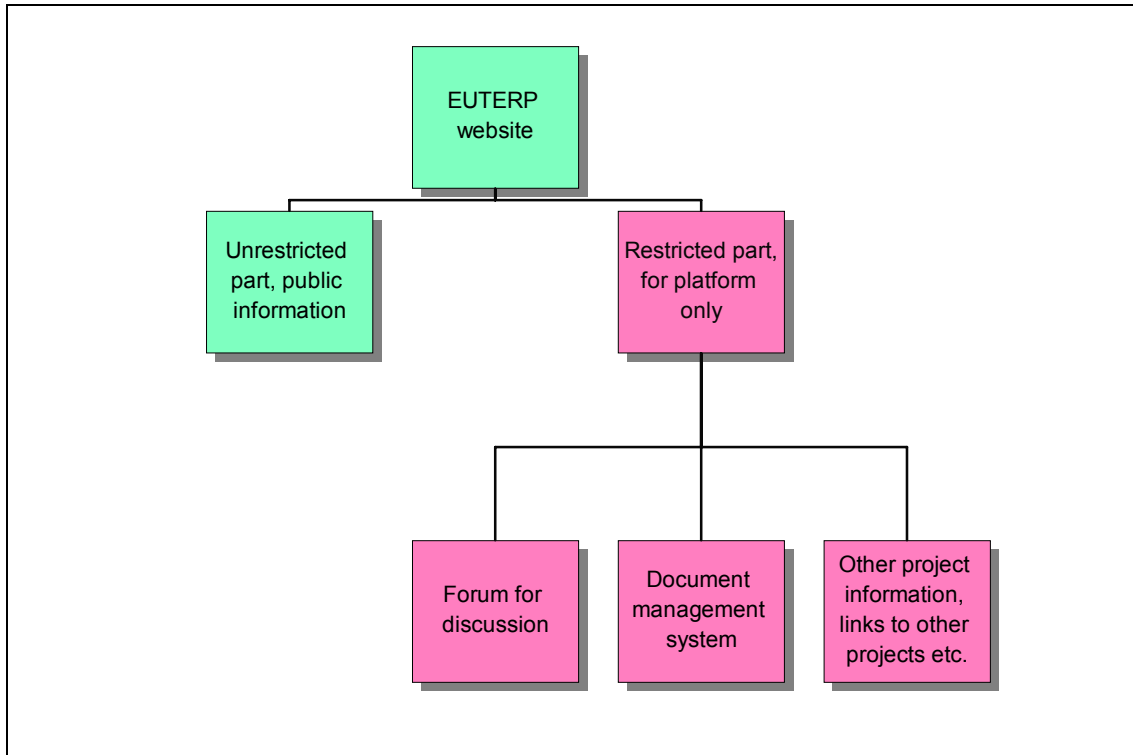 EUTERP
website
Unrestricted
part, public
information
Restricted part,
for platform
only
Forum for
discussion
Document
management
system
Other project
information,
links to other
projects etc.